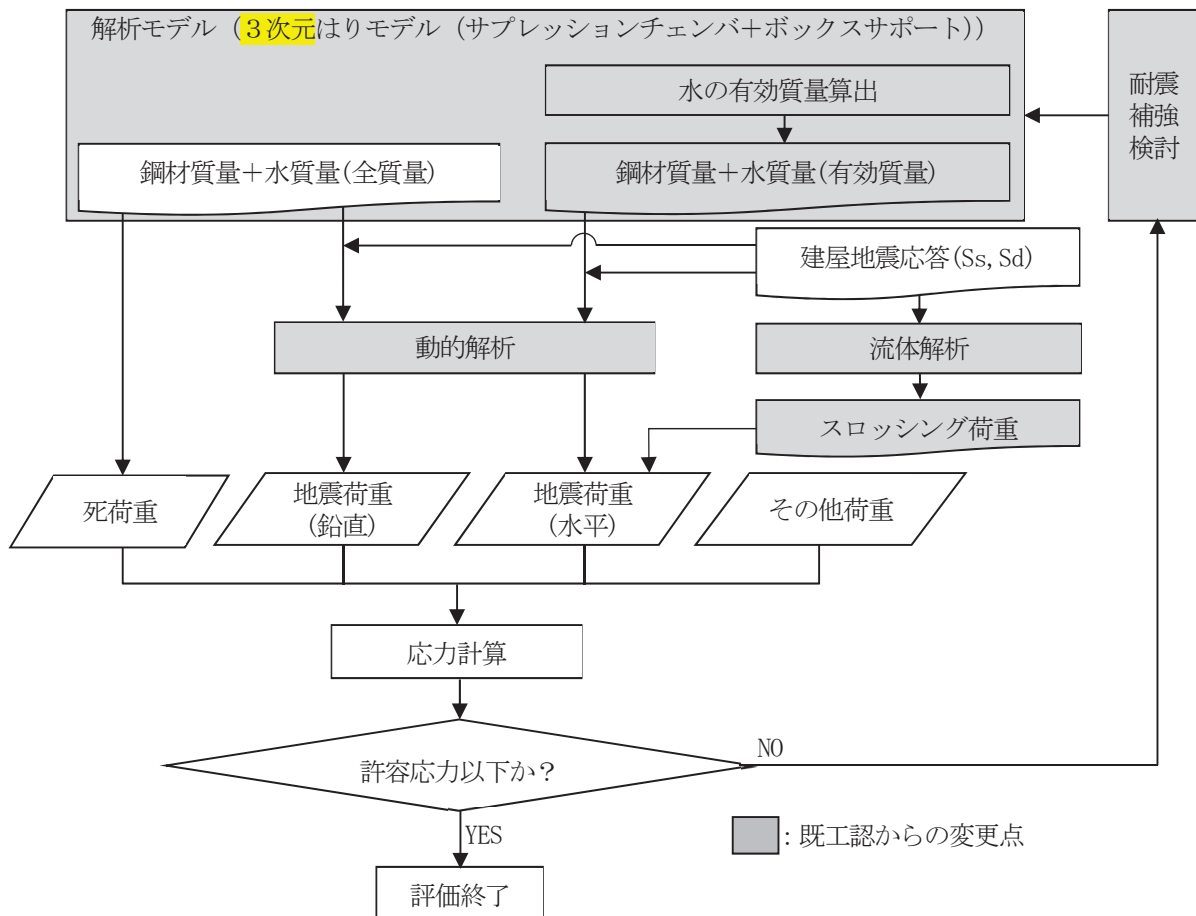 解析モデル（３次元はりモデル（サプレッションチェンバ＋ボックスサポート））
水の有効質量算出
鋼材質量＋水質量(全質量)
鋼材質量＋水質量(有効質量)
耐震
補強
検討
建屋地震応答(Ss, Sd)
動的解析
流体解析
スロッシング荷重
死荷重
地震荷重
(鉛直)
地震荷重
(水平)
その他荷重
応力計算
許容応力以下か？
NO
YES
：既工認からの変更点
評価終了